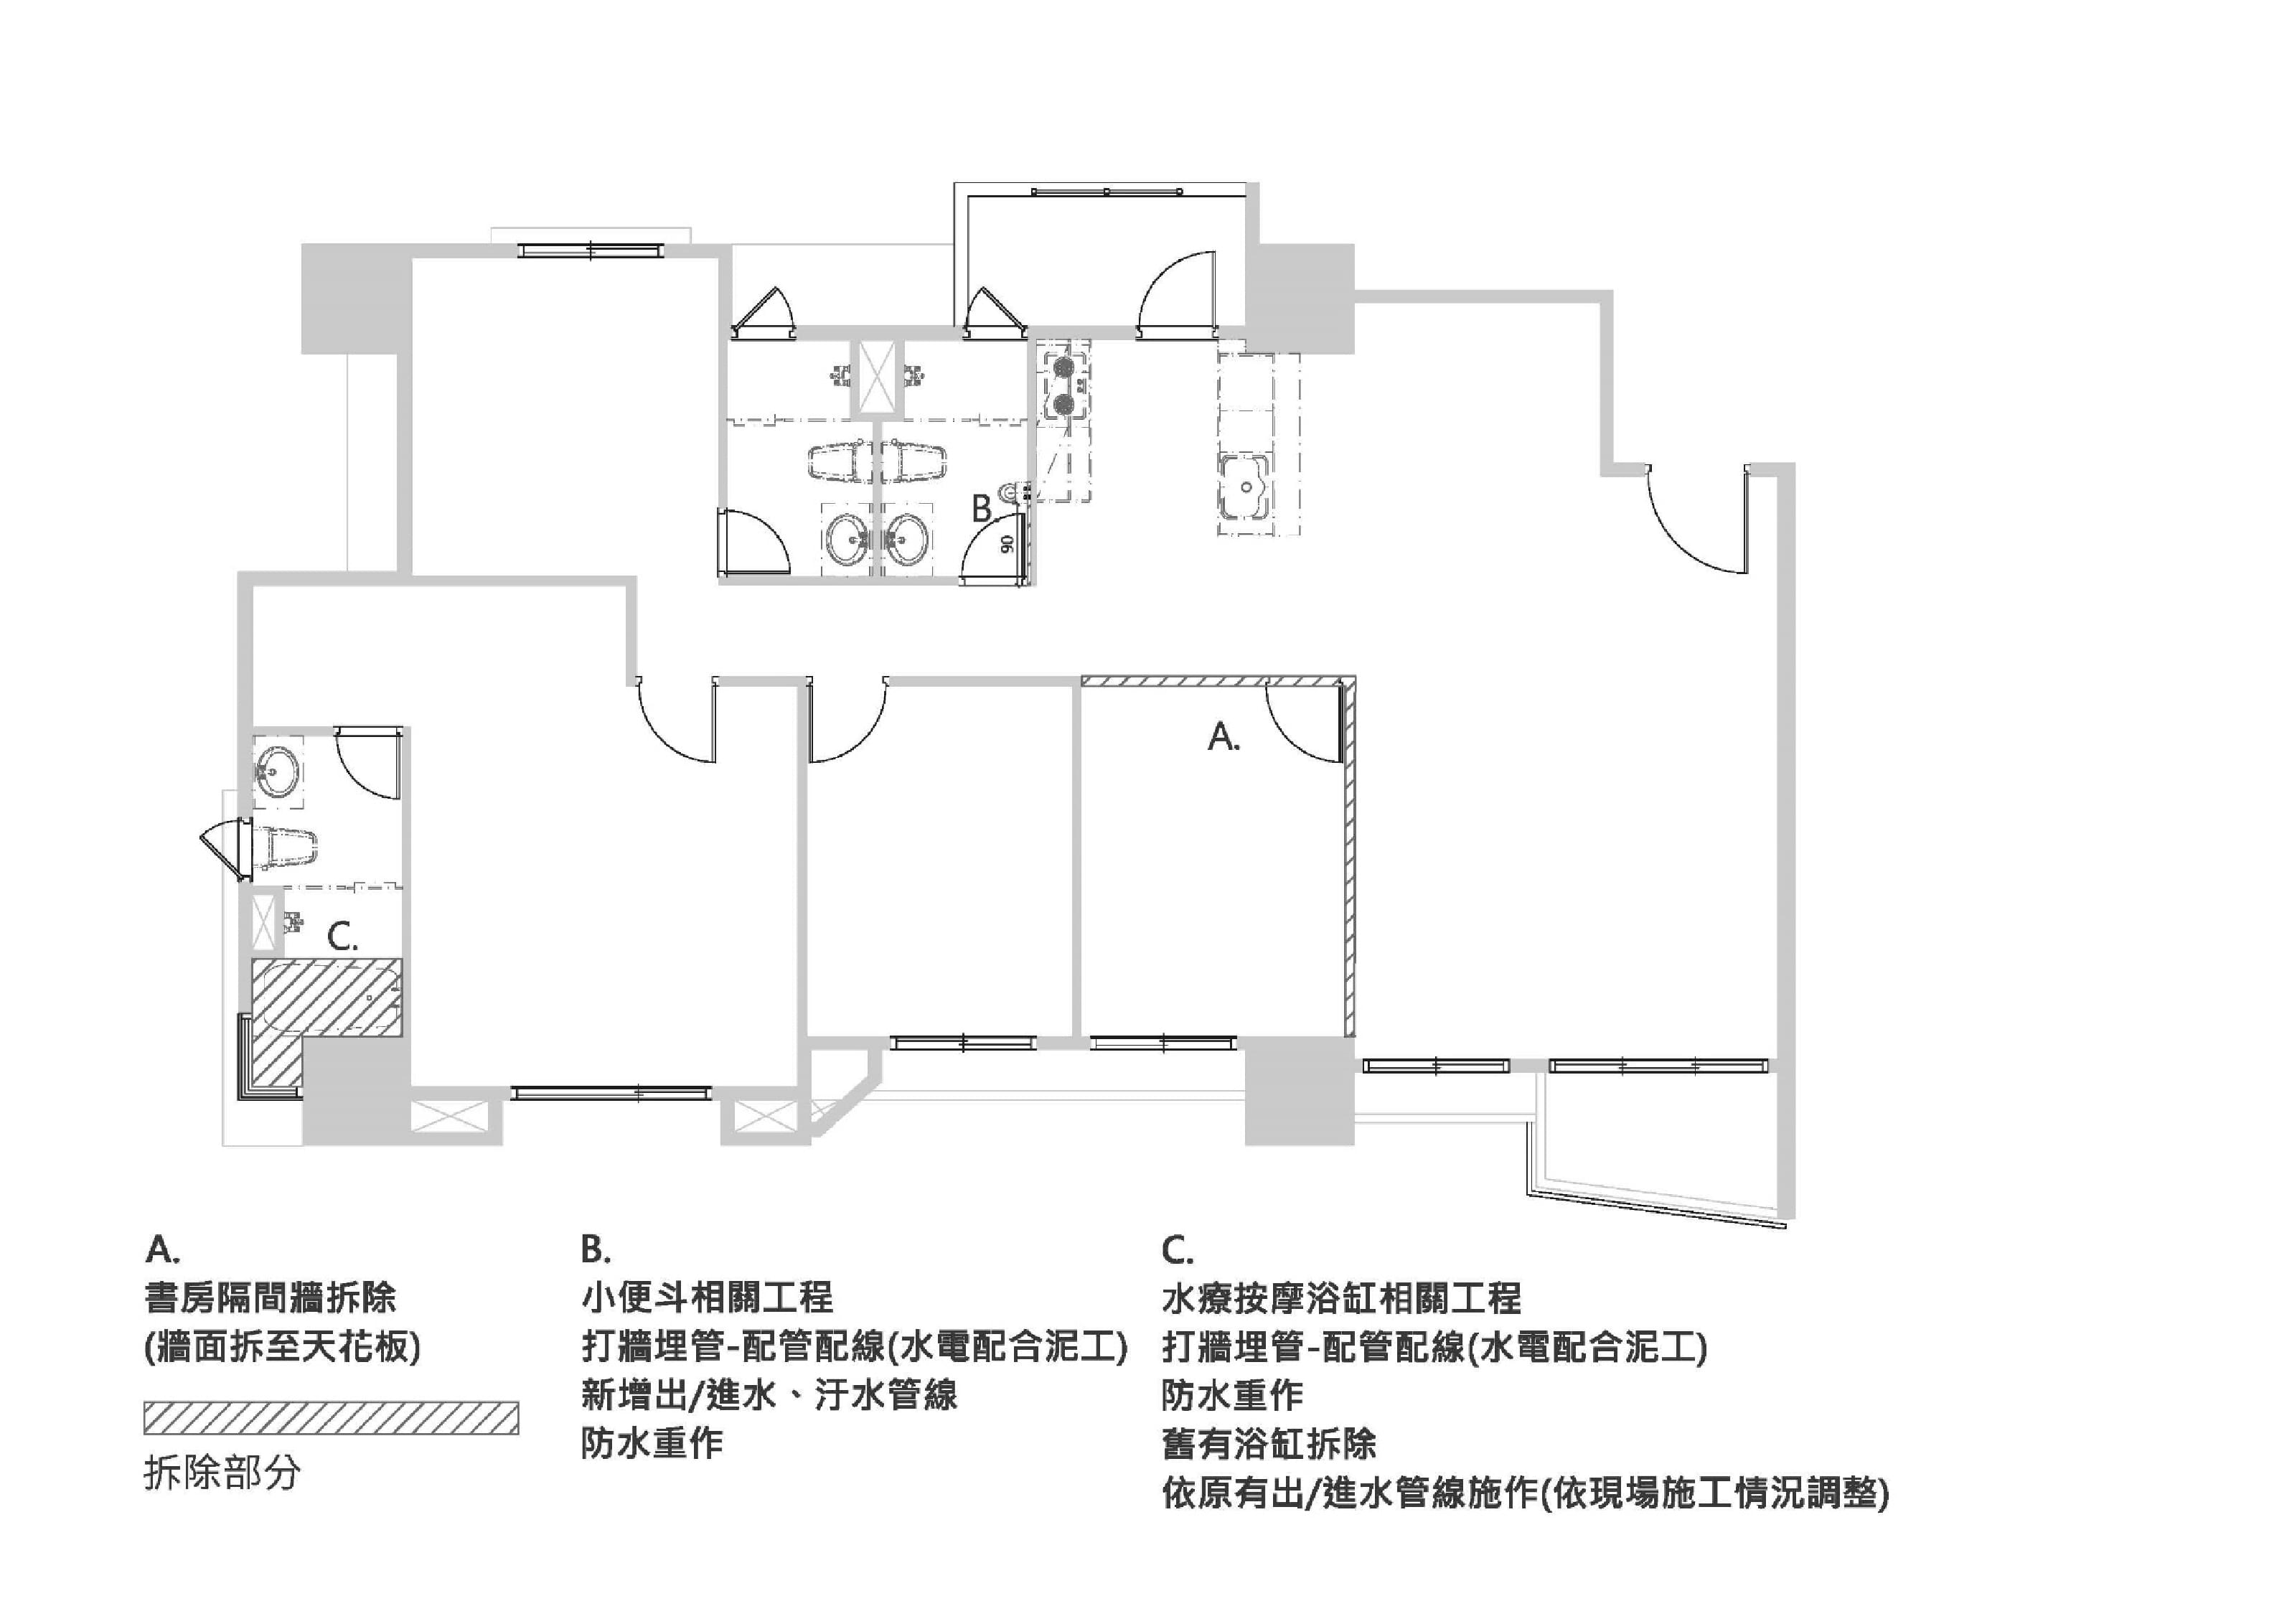 B
90
A.
C.
A.
書房隔間牆拆除
(牆面拆至天花板)
拆除部分
B.
小便斗相關工程
打牆埋管-配管配線(水電配合泥工)
新增出/進水、汙水管線
防水重作
C.
水療按摩浴缸相關工程
打牆埋管-配管配線(水電配合泥工)
防水重作
舊有浴缸拆除
依原有出/進水管線施作(依現場施工情況調整)